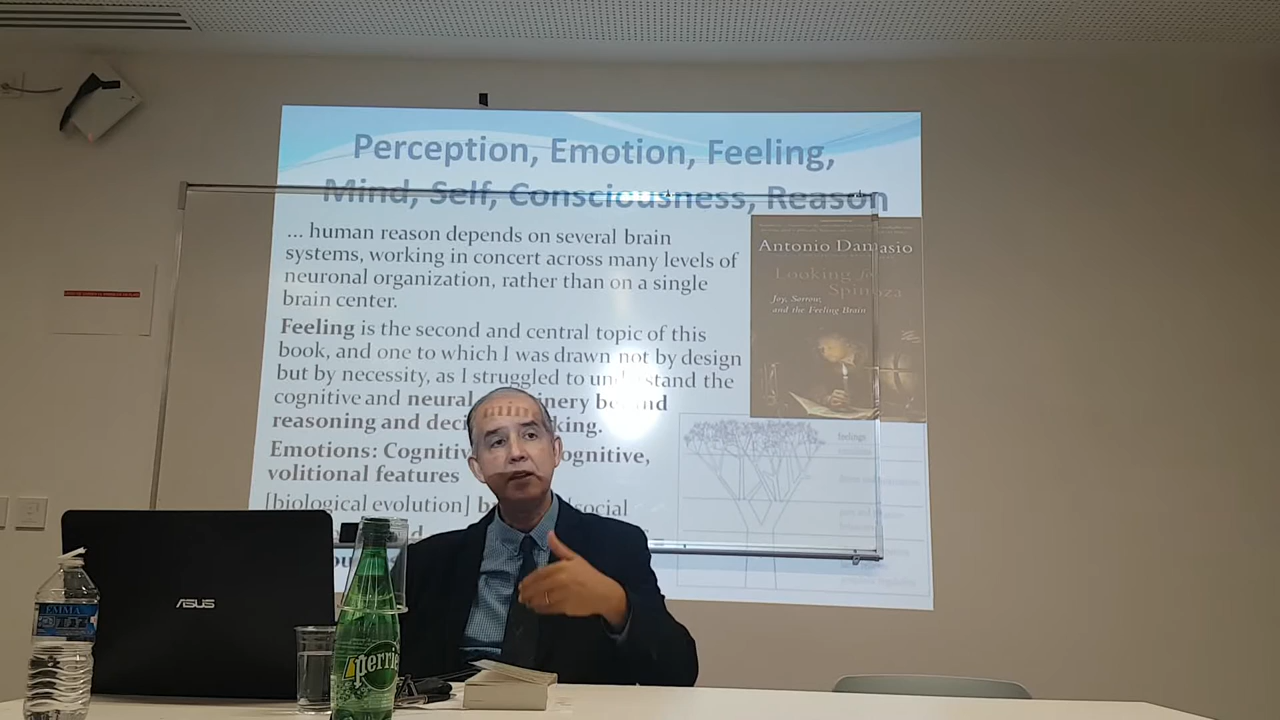 Perception, Emotion, Feeling,
Mind, Self, Consciousness, Reason
... human reason depends on several brain
systems, working in concert across many levels of
neuronal organization, rather than on a single
brain center.
Feeling is the second and central topic of this
book, and one to which I was drawn not by design
but by necessity, as I struggled to understand the
cognitive and neural
reasoning and
Emotions:
volitional features
[biological evolution] social
Antonio Damasio
Looking for
Spinoza
Joy, Sorrow,
and the Feeling Brain
feelings
ASUS
EMMA
perrie